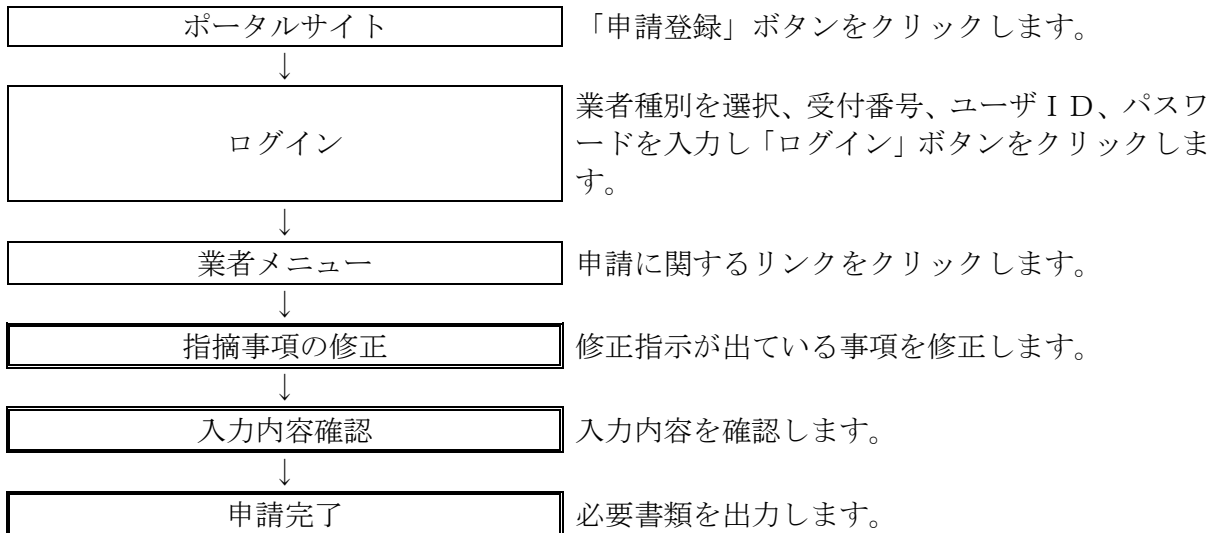 ポータルサイト 「申請登録」ボタンをクリックします。
↓
業者種別を選択、受付番号、ユーザＩＤ、パスワ
ログイン ードを入力し「ログイン」ボタンをクリックしま
す。
↓
業者メニュー 申請に関するリンクをクリックします。
↓
指摘事項の修正 修正指示が出ている事項を修正します。
↓
入力内容確認 入力内容を確認します。
↓
申請完了 必要書類を出力します。